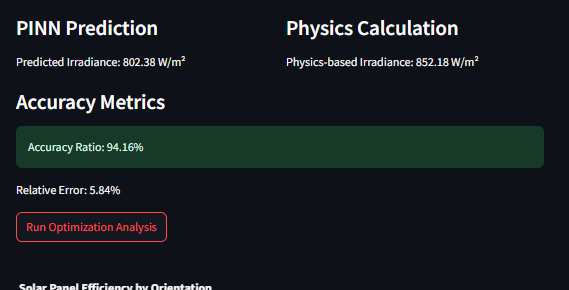 PINN Prediction
Predicted Irradiance: 802.38 W/m²
Physics Calculation
Physics-based Irradiance: 852.18 W/m²
Accuracy Metrics
Accuracy Ratio: 94.16%
Relative Error: 5.84%
Run Optimization Analysis
Solar Panel Efficiency by Orientation